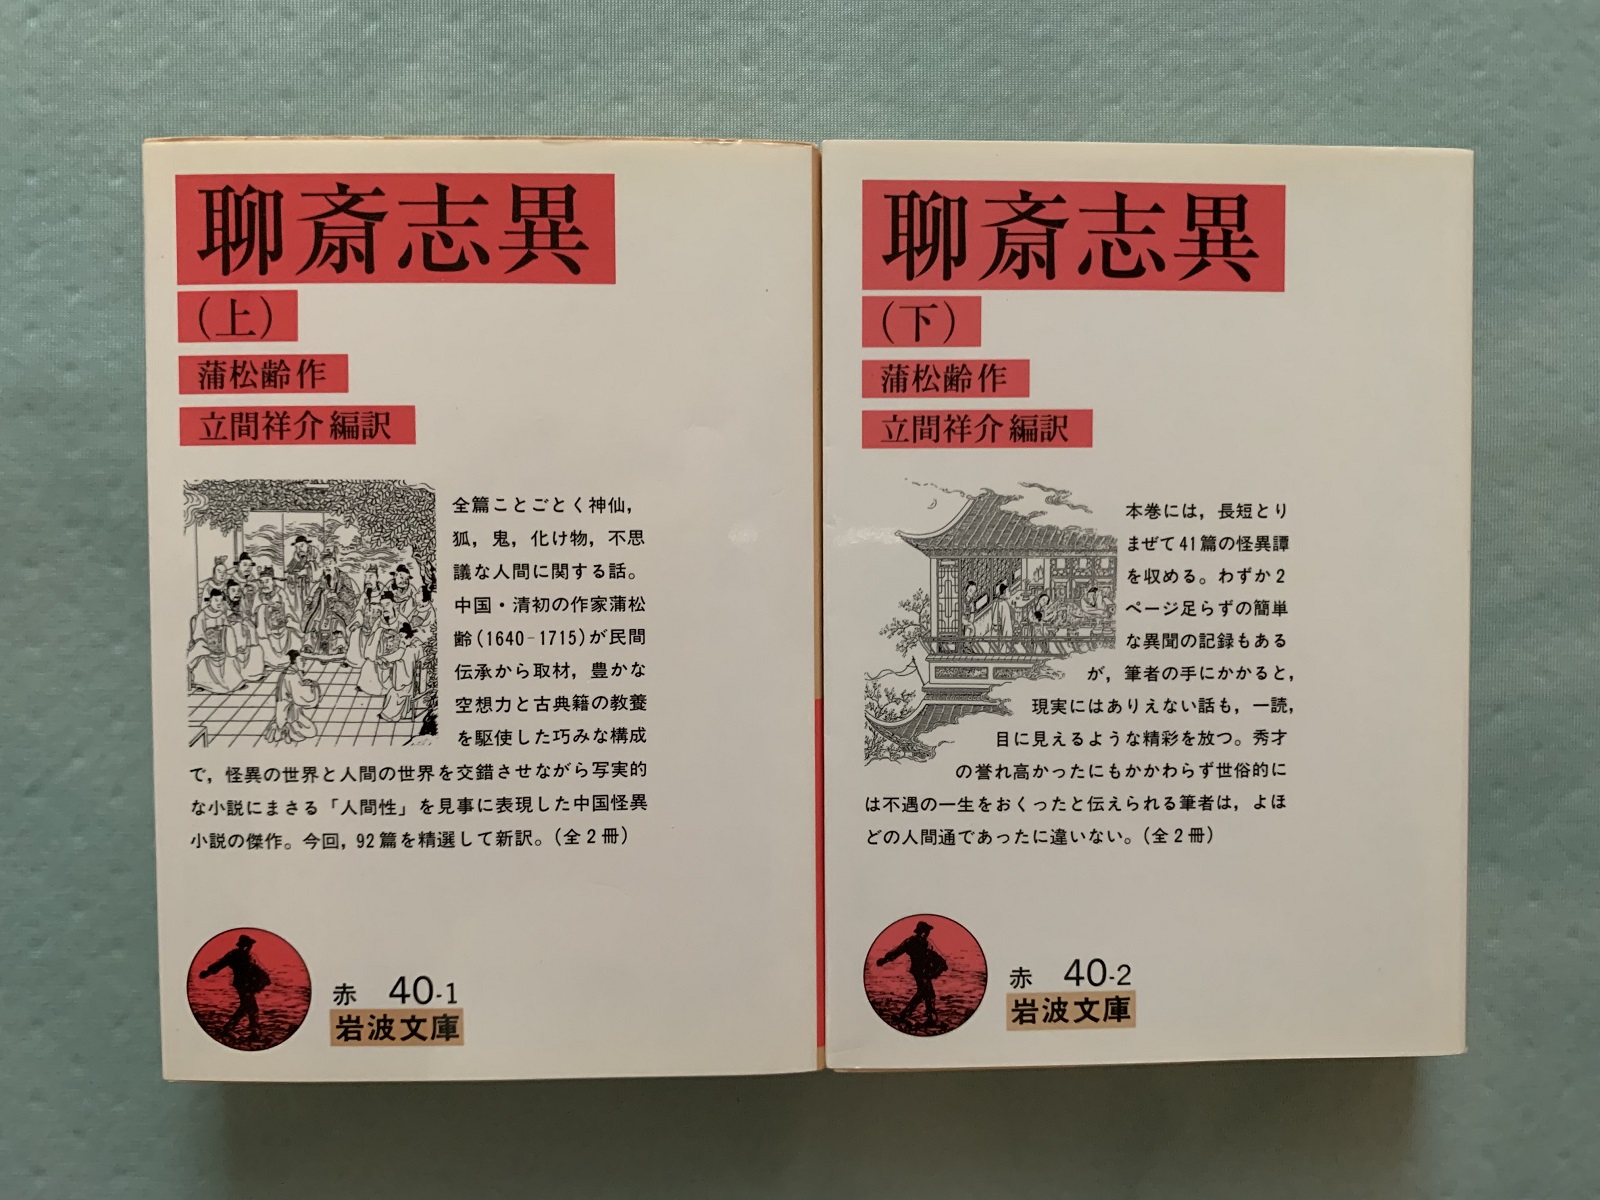 聊斎志異
（上）
蒲松齢作
立間祥介編訳
全篇ことごとく神仙，
狐，鬼，化け物，不思
議な人間に関する話。
中国・清初の作家蒲松
齢(1640-1715)が民間
伝承から取材，豊かな
空想力と古典籍の教養
を駆使した巧みな構成
で，怪異の世界と人間の世界を交錯させながら写実的
な小説にまさる「人間性」を見事に表現した中国怪異
小説の傑作。今回，92篇を精選して新訳。（全2冊）
赤 40-1
岩波文庫
聊斎志異
（下）
蒲松齢作
立間祥介編訳
本巻には，長短とり
まぜて41篇の怪異譚
を収める。わずか2
ページ足らずの簡単
な異聞の記録もある
が，筆者の手にかかると，
現実にはありえない話も，一読，
目に見えるような精彩を放つ。秀才
の誉れ高かったにもかかわらず世俗的に
は不遇の一生をおくったと伝えられる筆者は，よほ
どの人間通であったに違いない。（全2冊）
赤 40-2
岩波文庫